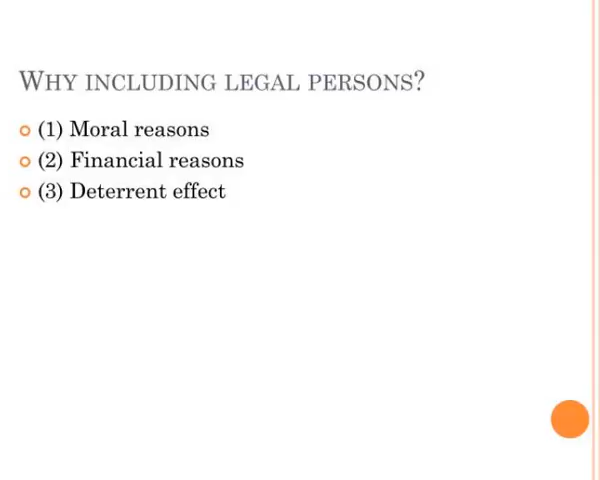 WHY INCLUDING LEGAL PERSONS?
(1) Moral reasons
(2) Financial reasons
(3) Deterrent effect